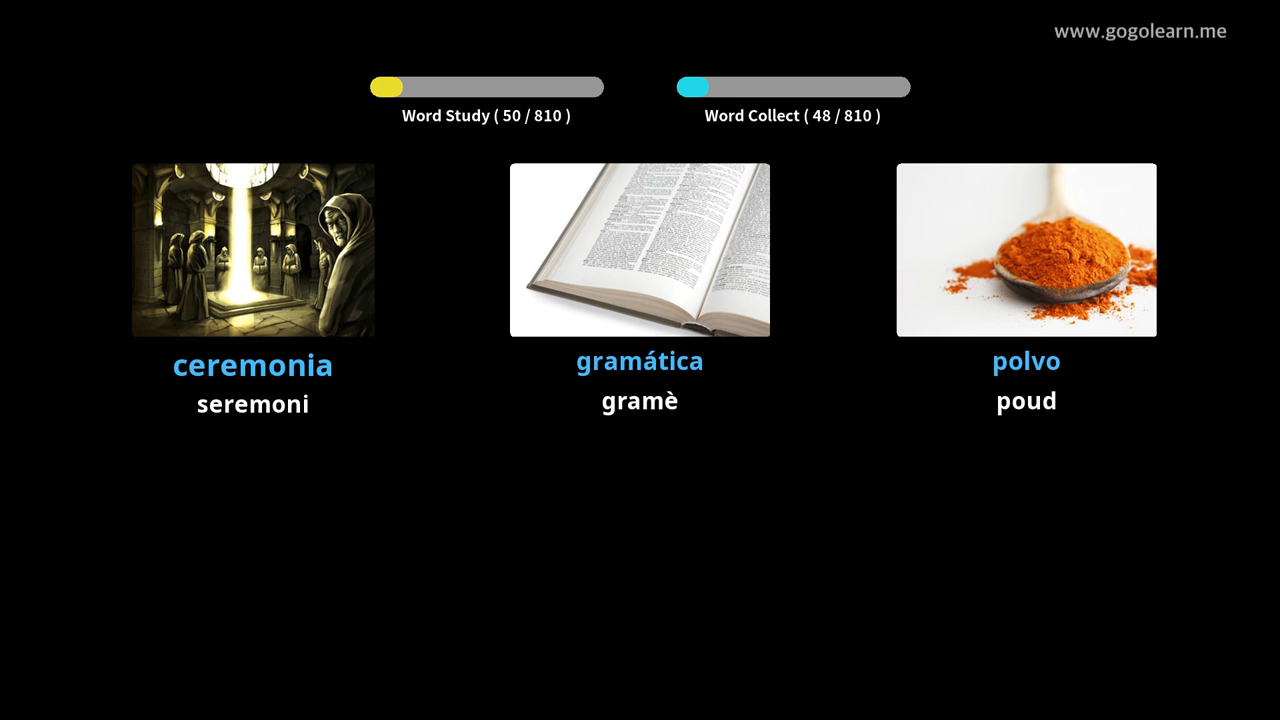 www.gogolearn.me
Word Study ( 50 / 810 )
Word Collect ( 48 / 810 )
ceremonia
seremoni
gramática
gramè
polvo
poud